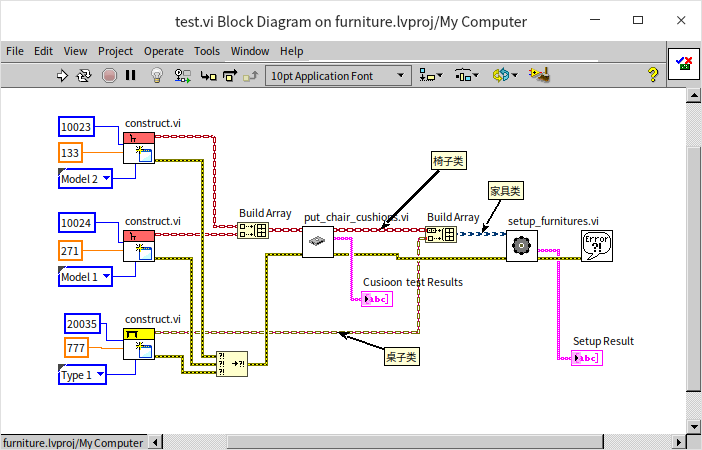 test.vi Block Diagram on furniture.lvproj/My Computer
File Edit View Project Operate Tools Window Help
10pt Application Font
?
construct.vi
10023
133
Model 2
椅子类
家具类
construct.vi
10024
271
Model 1
Build Array
put_chair_cushions.vi
Build Array
setup_furnitures.vi
Error
?!
Cusioon test Results
abc
construct.vi
20035
777
Type 1
?!
?!
?!
→?!
桌子类
Setup Result
abc
furniture.lvproj/My Computer